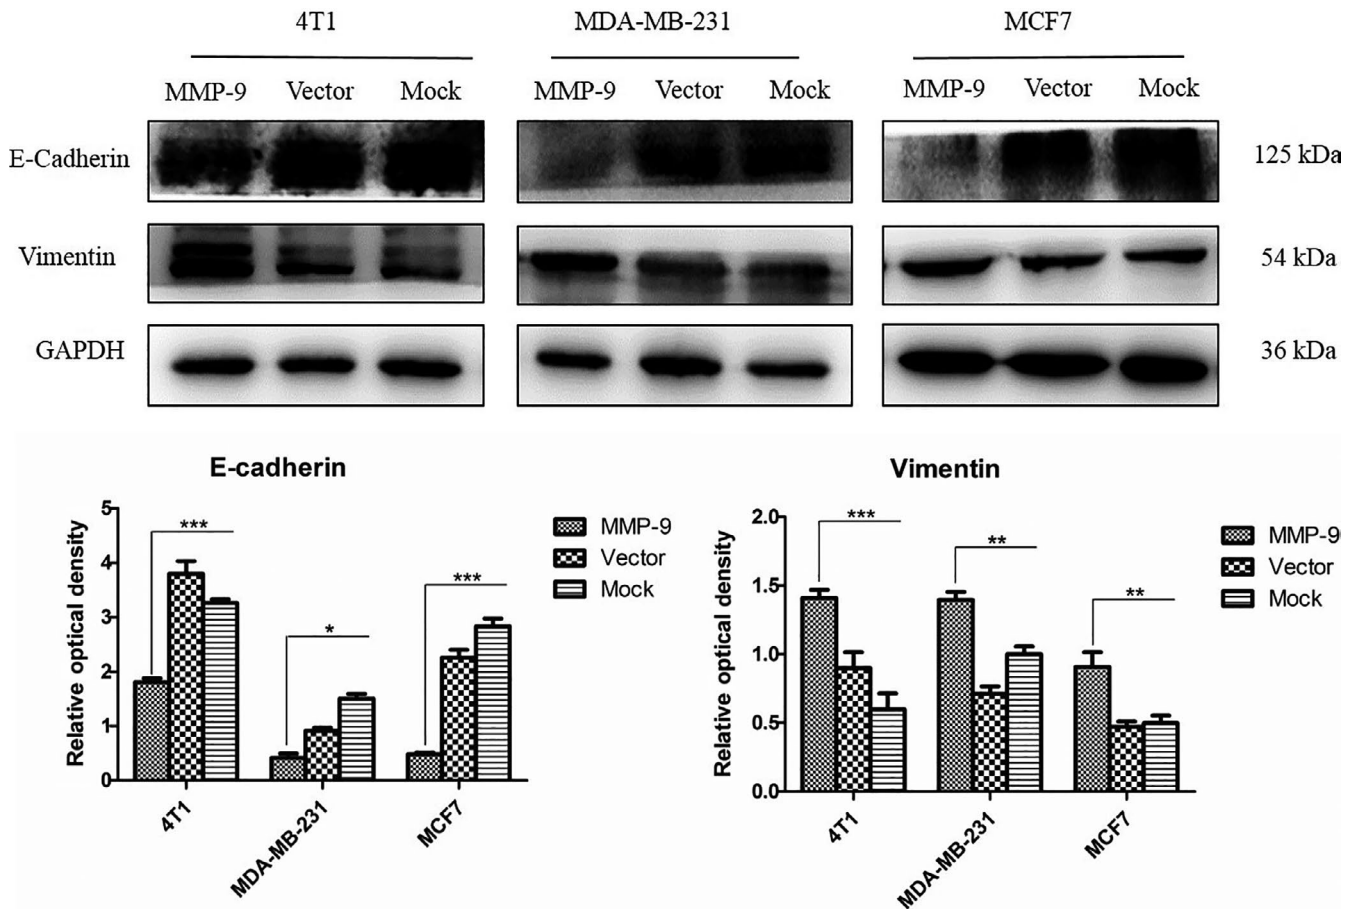 4T1 MDA-MB-231 MCF7
MMP-9 Vector Mock MMP-9 Vector Mock MMP-9 Vector Mock
E-Cadherin 125 kDa
Vimentin 54 kDa
GAPDH 36 kDa
E-cadherin
Relative optical density
5
4
3
2
1
0
***
*
***
MMP-9
Vector
Mock
4T1
MDA-MB-231
MCF7
Vimentin
Relative optical density
2.0
1.5
1.0
0.5
0.0
***
**
**
MMP-9
Vector
Mock
4T1
MDA-MB-231
MCF7